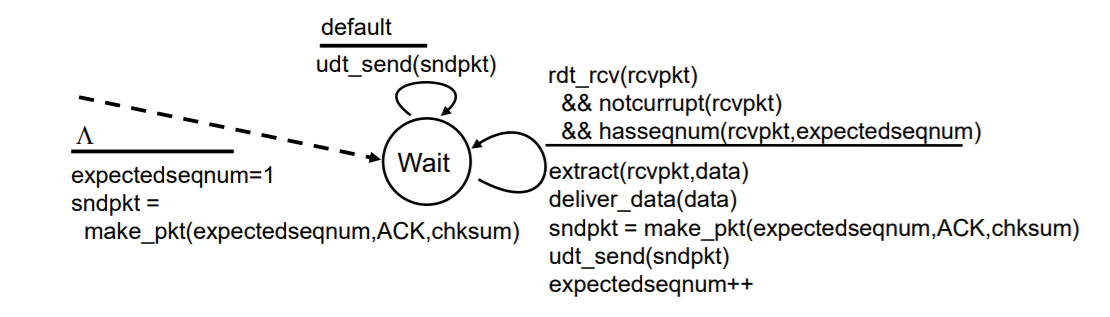 default
udt_send(sndpkt)
rdt_rcv(rcvpkt)
&& notcurrupt(rcvpkt)
&& hasseqnum(rcvpkt,expectedseqnum)
Λ
Wait
expectedseqnum=1
sndpkt =
make_pkt(expectedseqnum,ACK,chksum)
extract(rcvpkt,data)
deliver_data(data)
sndpkt = make_pkt(expectedseqnum,ACK,chksum)
udt_send(sndpkt)
expectedseqnum++